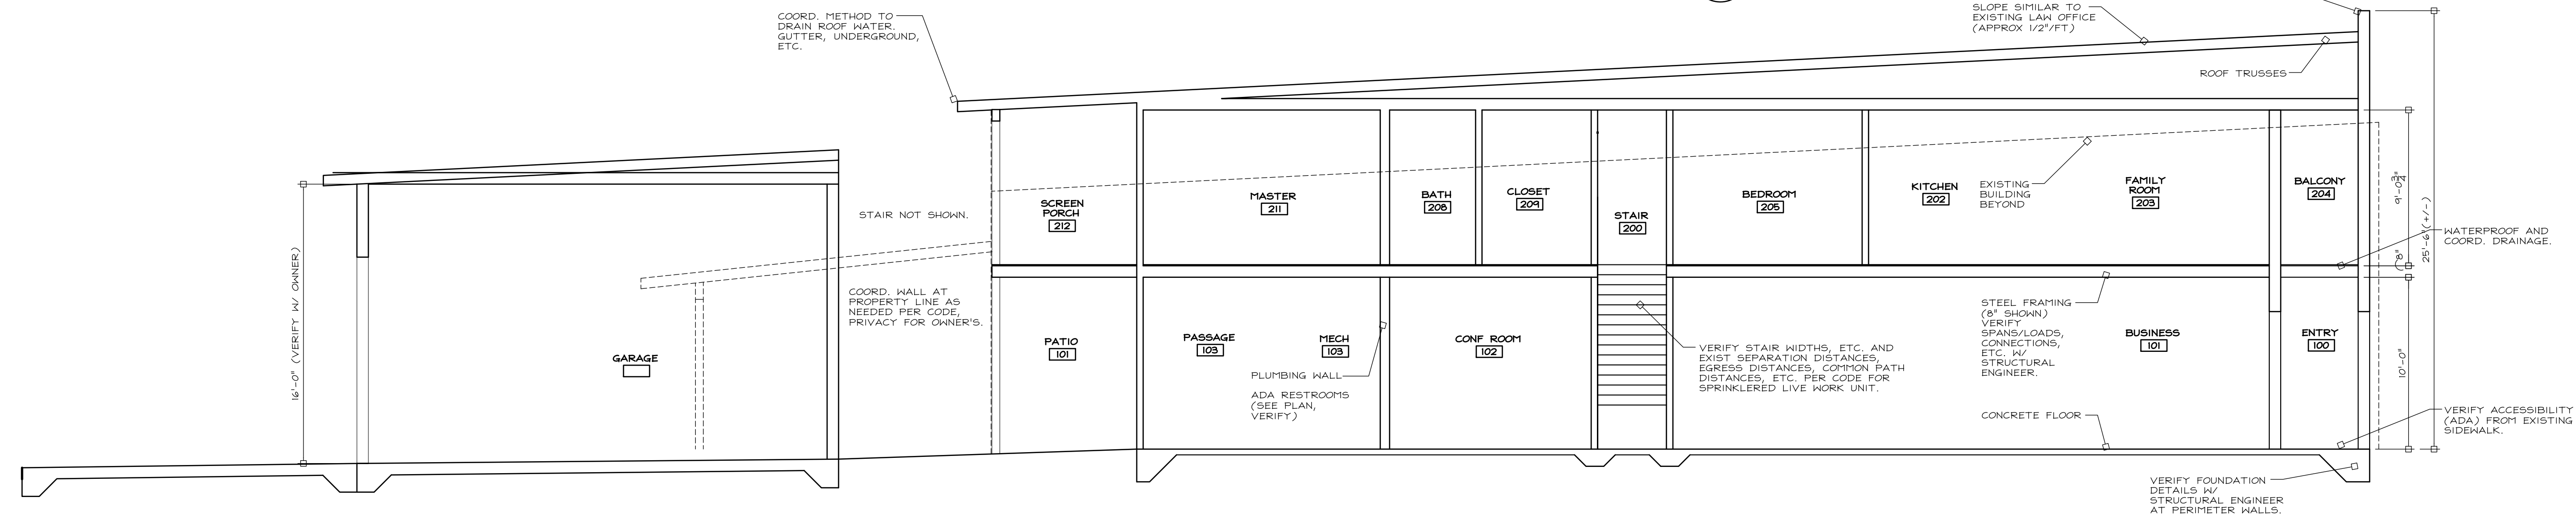 COORD. METHOD TO
DRAIN ROOF WATER.
GUTTER, UNDERGROUND,
ETC.
SLOPE SIMILAR TO
EXISTING LAW OFFICE
(APPROX 1/2"/FT)
ROOF TRUSSES
STAIR NOT SHOWN.
SCREEN
PORCH
212
MASTER
211
BATH
208
CLOSET
209
STAIR
200
BEDROOM
205
KITCHEN
202
EXISTING
BUILDING
BEYOND
FAMILY
ROOM
203
BALCONY
204
9'-0 3/4"
(8"
25'-6"(+/-)
WATERPROOF AND
COORD. DRAINAGE.
16'-0" (VERIFY W/ OWNER)
GARAGE
COORD. WALL AT
PROPERTY LINE AS
NEEDED PER CODE,
PRIVACY FOR OWNER'S.
PATIO
101
PASSAGE
103
MECH
103
PLUMBING WALL
ADA RESTROOMS
(SEE PLAN,
VERIFY)
CONF ROOM
102
VERIFY STAIR WIDTHS, ETC. AND
EXIST SEPARATION DISTANCES,
EGRESS DISTANCES, COMMON PATH
DISTANCES, ETC. PER CODE FOR
SPRINKLERED LIVE WORK UNIT.
STEEL FRAMING
(8" SHOWN)
VERIFY
SPANS/LOADS,
CONNECTIONS,
ETC. W/
STRUCTURAL
ENGINEER.
CONCRETE FLOOR
BUSINESS
101
ENTRY
100
10'-0"
VERIFY ACCESSIBILITY
(ADA) FROM EXISTING
SIDEWALK.
VERIFY FOUNDATION
DETAILS W/
STRUCTURAL ENGINEER
AT PERIMETER WALLS.